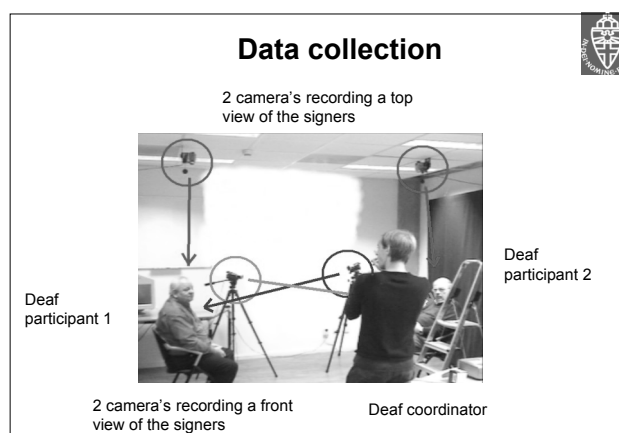 Data collection
2 camera's recording a top
view of the signers
Deaf
participant 2
Deaf
participant 1
2 camera's recording a front
view of the signers
Deaf coordinator